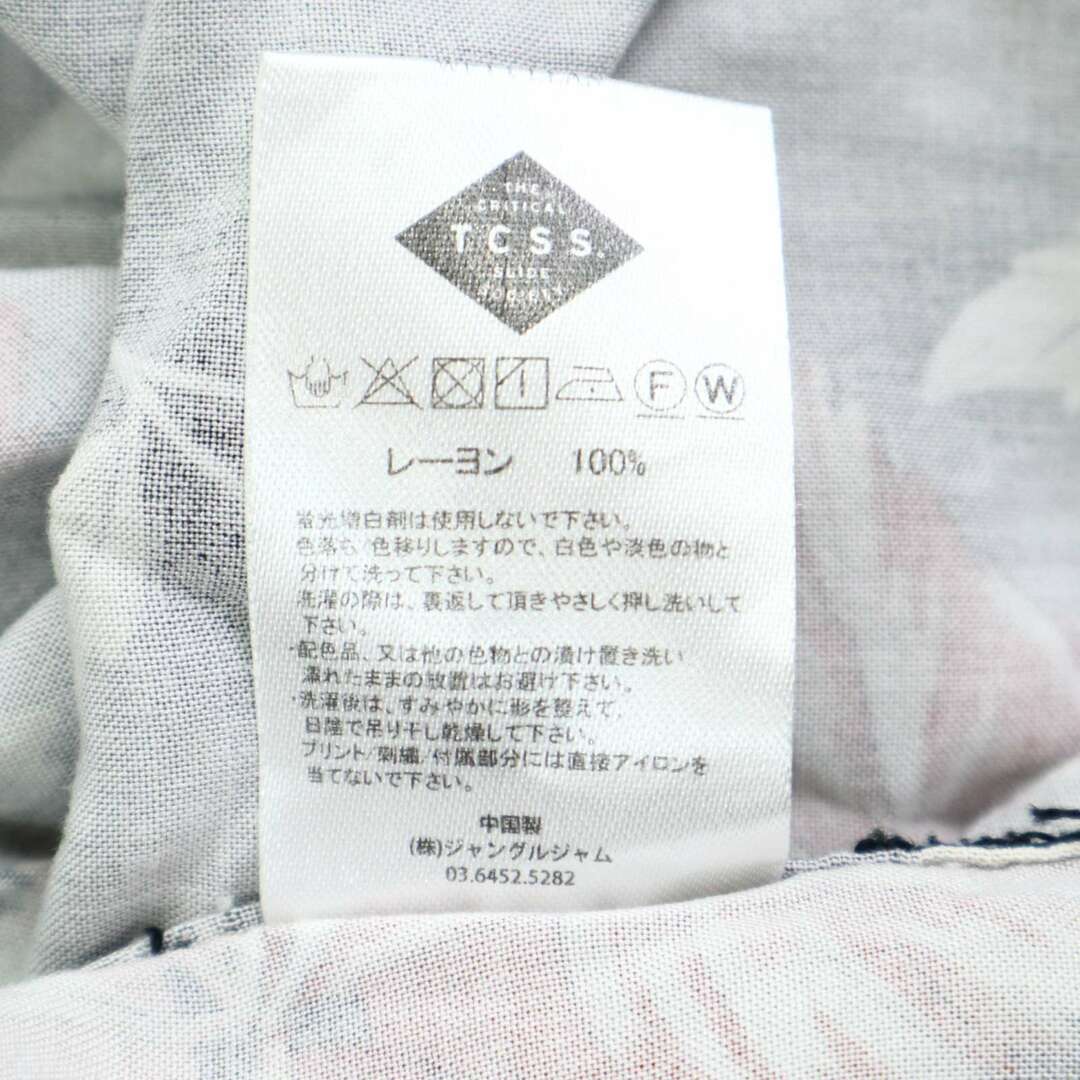 THE
CRITICAL
TCSS.
SLIDE
SOCIETY
F W
レーヨン 100%
蛍光増白剤は使用しないで下さい。
色落ち/色移りしますので、白色や淡色の物と
分けて洗って下さい。
洗濯の際は、裏返して頂きやさしく押し洗いして
下さい。
・配色品、又は他の色物との漬け置き洗い
濡れたままの放置はお避け下さい。
・洗濯後は、すみやかに形を整えて、
日陰で吊り干し乾燥して下さい。
プリント/刺繍/付属部分には直接アイロンを
当てないで下さい。
中国製
(株)ジャングルジャム
03.6452.5282